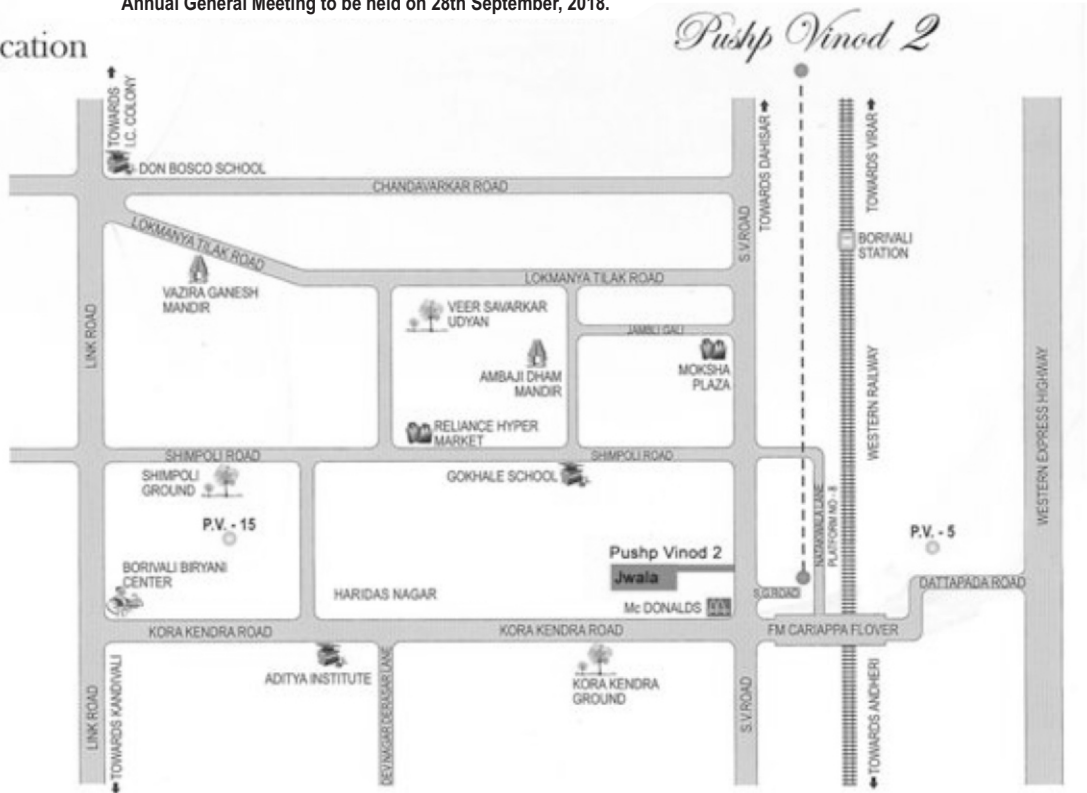 Annual General Meeting to be held on 28th September, 2018.
cation
Pushp Vinod 2
TOWARDS
I.C. COLONY
DON BOSCO SCHOOL
CHANDAVARKAR ROAD
TOWARDS DAHISAR
TOWARDS VIRAR
LOKMANYA TILAK ROAD
S.V.ROAD
BORIVALI
STATION
VAZIRA GANESH
MANDIR
LOKMANYA TILAK ROAD
LINK ROAD
VEER SAVARKAR
UDYAN
JAMBLI GALI
AMBAJI DHAM
MANDIR
MOKSHA
PLAZA
WESTERN RAILWAY
WESTERN EXPRESS HIGHWAY
RELIANCE HYPER
MARKET
SHIMPOLI ROAD
SHIMPOLI ROAD
SHIMPOLI
GROUND
GOKHALE SCHOOL
NATAKWALA LANE
PLATFORM NO - 8
P.V. - 15
P.V. - 5
Pushp Vinod 2
BORIVALI BIRYANI
CENTER
Jwala
HARIDAS NAGAR
S.G.ROAD
DATTAPADA ROAD
Mc DONALDS
KORA KENDRA ROAD
KORA KENDRA ROAD
FM CARIAPPA FLOVER
ADITYA INSTITUTE
KORA KENDRA
GROUND
LINK ROAD
TOWARDS KANDIVALI
DEV NAGAR DERASAR LANE
S.V.ROAD
TOWARDS ANDHERI